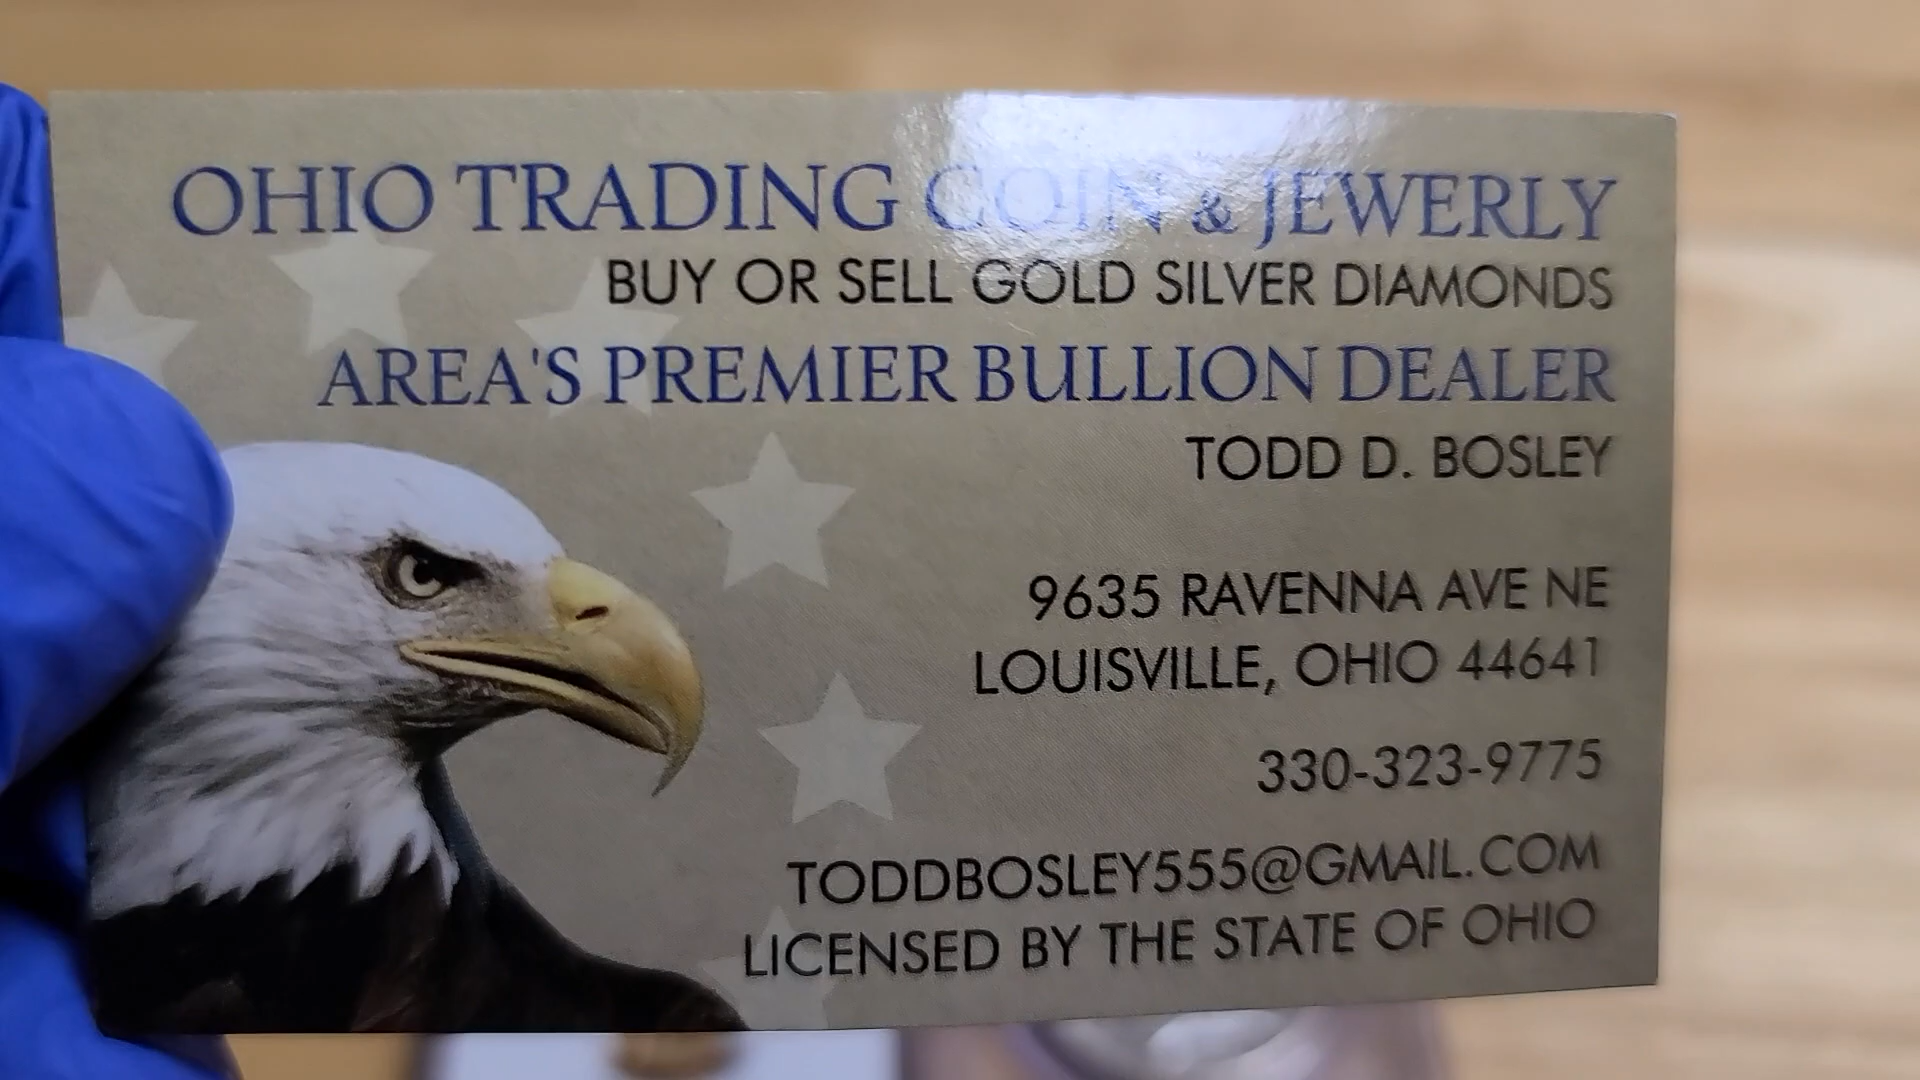 OHIO TRADING COIN & JEWERLY
BUY OR SELL GOLD SILVER DIAMONDS
AREA'S PREMIER BULLION DEALER
TODD D. BOSLEY
9635 RAVENNA AVE NE
LOUISVILLE, OHIO 44641
330-323-9775
TODDBOSLEY555@GMAIL.COM
LICENSED BY THE STATE OF OHIO